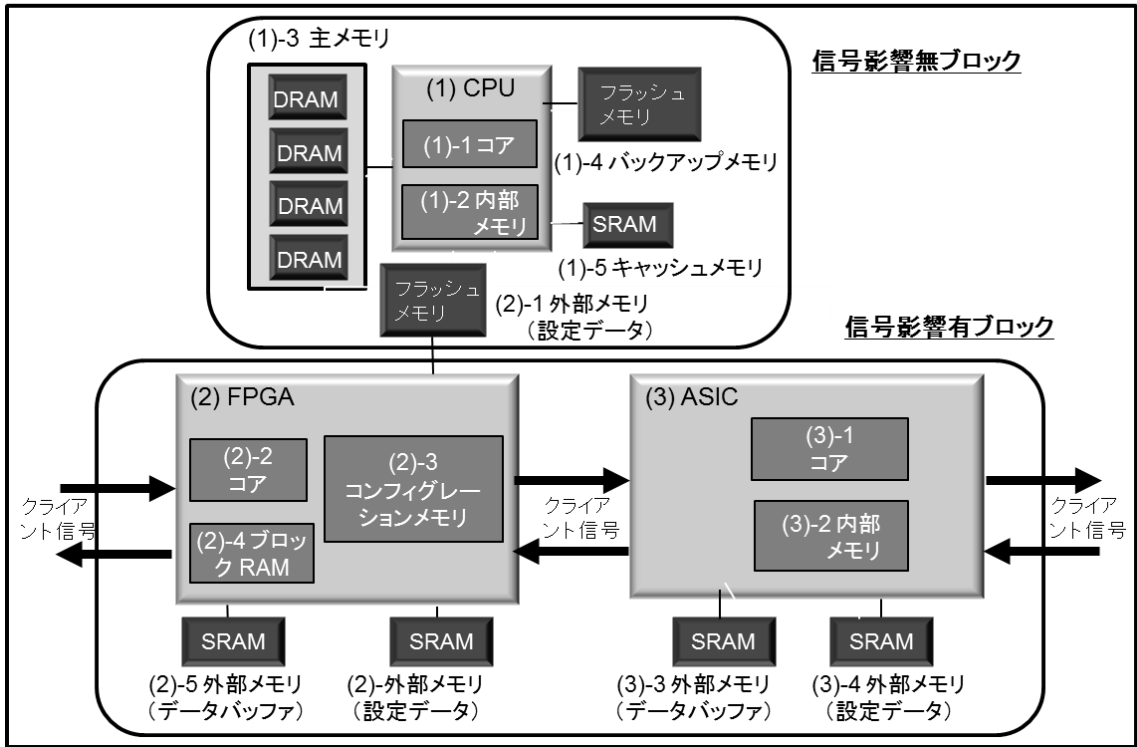 (1)-3 主メモリ
信号影響無ブロック
DRAM
DRAM
DRAM
DRAM
(1) CPU
(1)-1コア
(1)-2 内部
メモリ
フラッシュ
メモリ
(1)-4 バックアップメモリ
SRAM
(1)-5 キャッシュメモリ
フラッシュ
メモリ
(2)-1 外部メモリ
（設定データ）
信号影響有ブロック
(2) FPGA
(2)-2
コア
(2)-3
コンフィグレー
ションメモリ
(2)-4 ブロッ
ク RAM
(3) ASIC
(3)-1
コア
(3)-2 内部
メモリ
クライア
ント信号
クライア
ント信号
クライア
ント信号
SRAM
SRAM
SRAM
SRAM
(2)-5 外部メモリ
（データバッファ）
(2)-外部メモリ
（設定データ）
(3)-3 外部メモリ
（データバッファ）
(3)-4 外部メモリ
（設定データ）